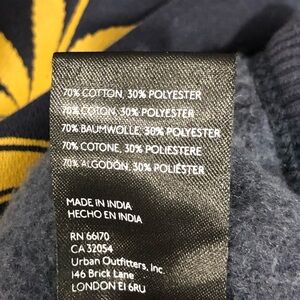 70% COTTON, 30% POLYESTER
70% COTON, 30% POLYESTER
70% BAUMWOLLE, 30% POLYESTER
70% COTONE, 30% POLIESTERE
70% ALGODÓN, 30% POLIÉSTER
MADE IN INDIA
HECHO EN INDIA
RN 66170
CA 32054
Urban Outfitters, Inc.
146 Brick Lane
LONDON E1 6RU